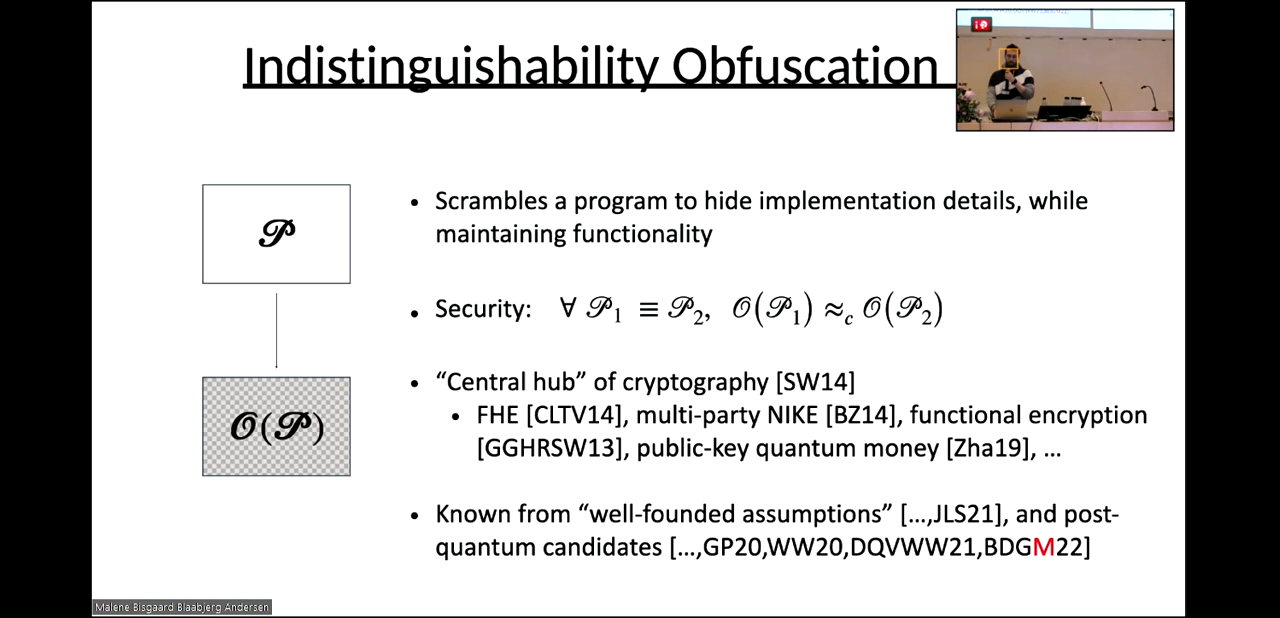 Indistinguishability Obfuscation
𝒫
𝒪(𝒫)
• Scrambles a program to hide implementation details, while
maintaining functionality
• Security: ∀ 𝒫₁ ≡ 𝒫₂, 𝒪(𝒫₁) ≈c 𝒪(𝒫₂)
• “Central hub” of cryptography [SW14]
• FHE [CLTV14], multi-party NIKE [BZ14], functional encryption
[GGHRSW13], public-key quantum money [Zha19], ...
• Known from “well-founded assumptions” [...,JLS21], and post-
quantum candidates [...,GP20,WW20,DQVWW21,BDGM22]
Malene Bisgaard Blaabjerg Andersen